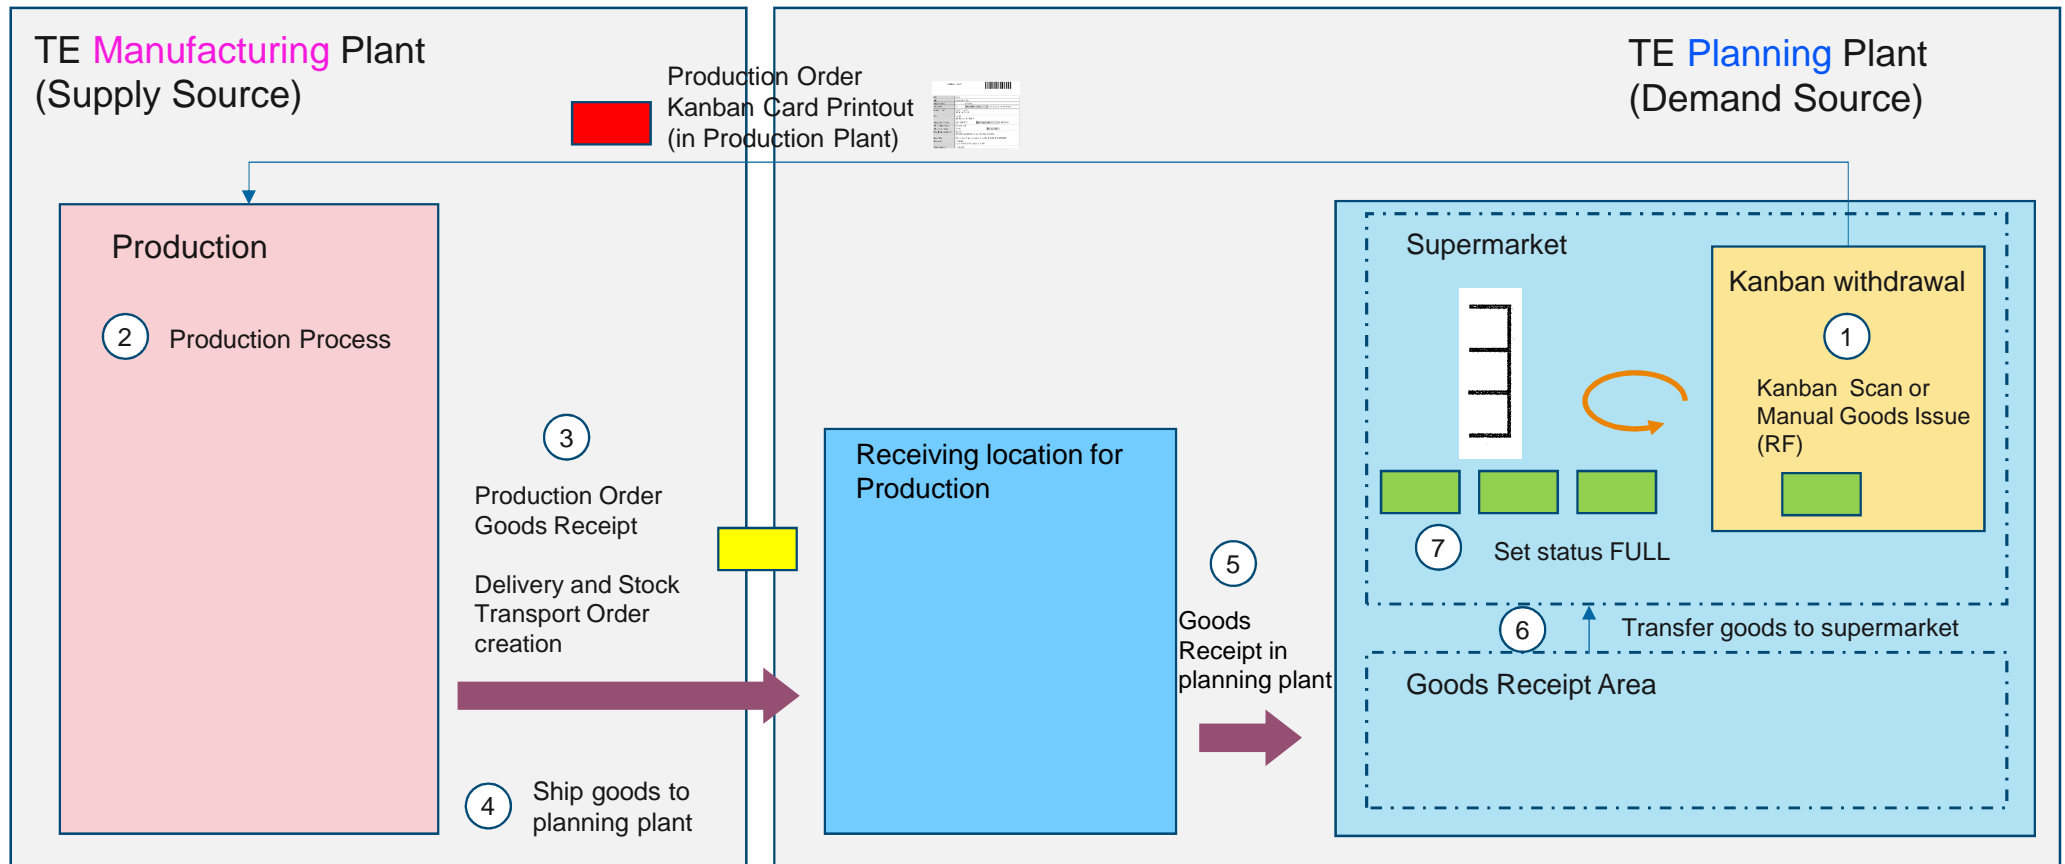 TE Manufacturing Plant
(Supply Source)
Production Order
Kanban Card Printout
(in Production Plant)
TE Planning Plant
(Demand Source)
Production
2
Production Process
3
Production Order
Goods Receipt
Delivery and Stock
Transport Order
creation
4
Ship goods to
planning plant
Receiving location for
Production
5
Goods
Receipt in
planning plant
Supermarket
Kanban withdrawal
1
Kanban Scan or
Manual Goods Issue
(RF)
7
Set status FULL
6
Transfer goods to supermarket
Goods Receipt Area